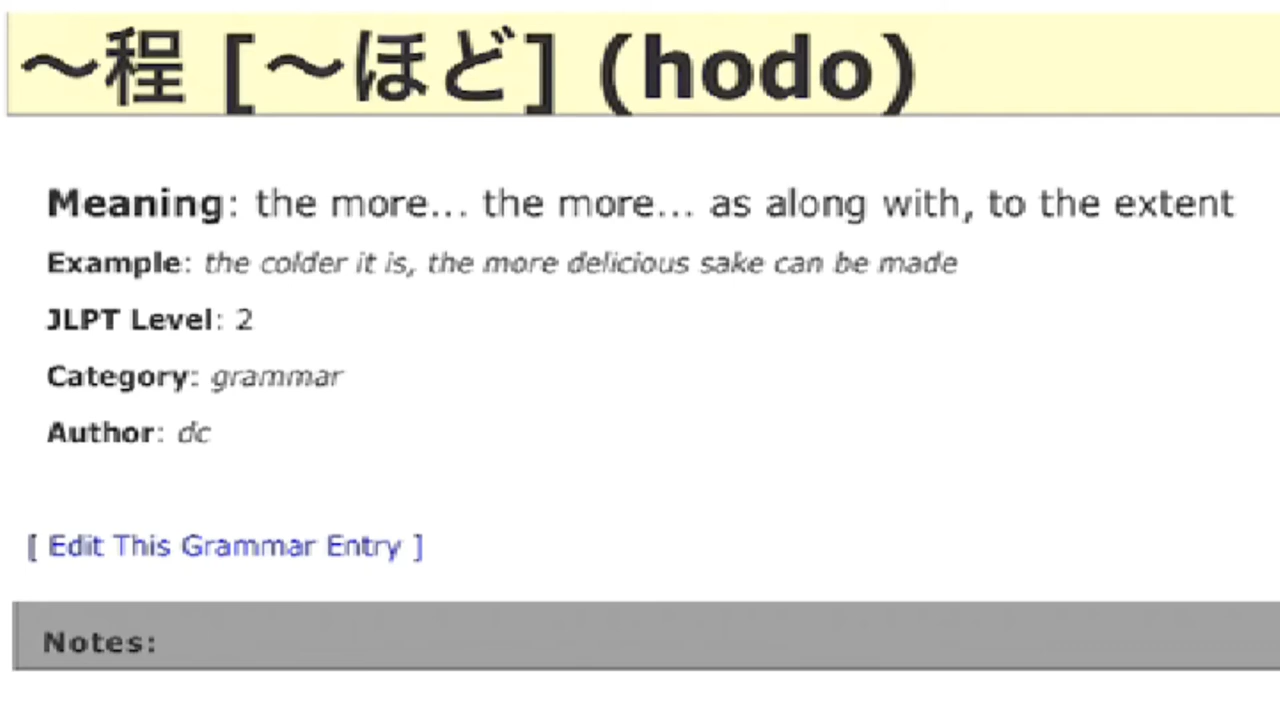 ～程 [～ほど] (hodo)
Meaning: the more... the more... as along with, to the extent
Example: the colder it is, the more delicious sake can be made
JLPT Level: 2
Category: grammar
Author: dc
[ Edit This Grammar Entry ]
Notes: